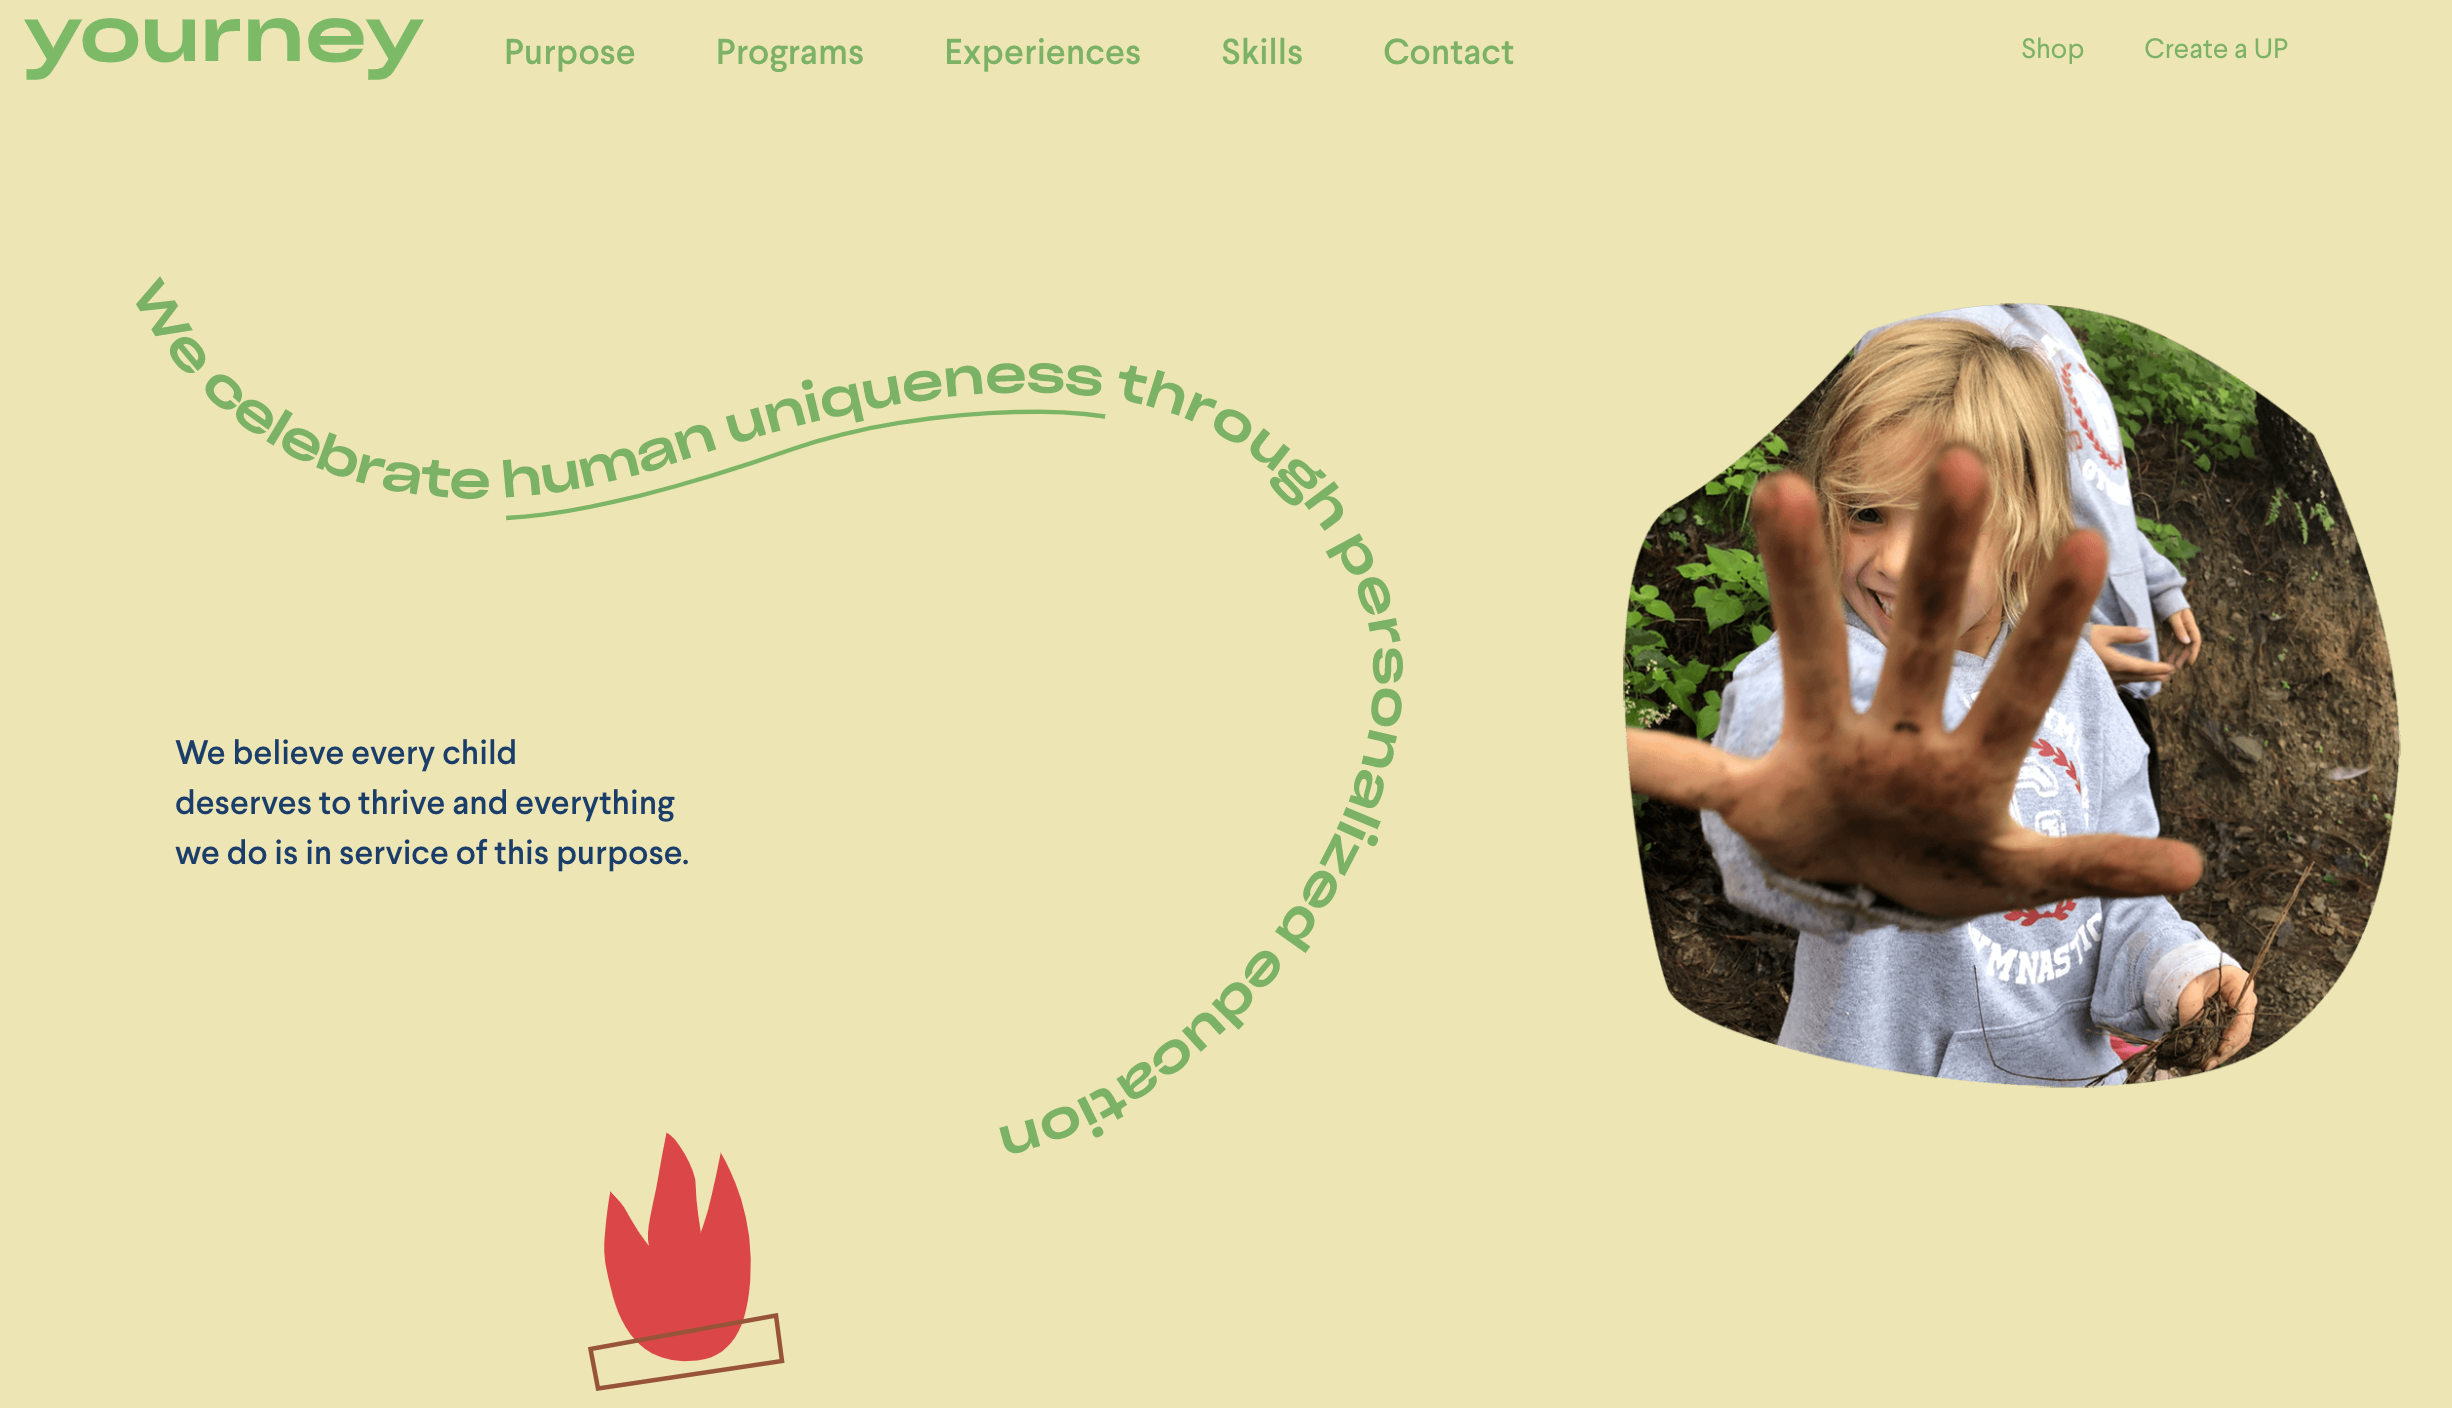 yourney
Purpose
Programs
Experiences
Skills
Contact
Shop
Create a UP
We celebrate human uniqueness through personalized education
We believe every child
deserves to thrive and everything
we do is in service of this purpose.